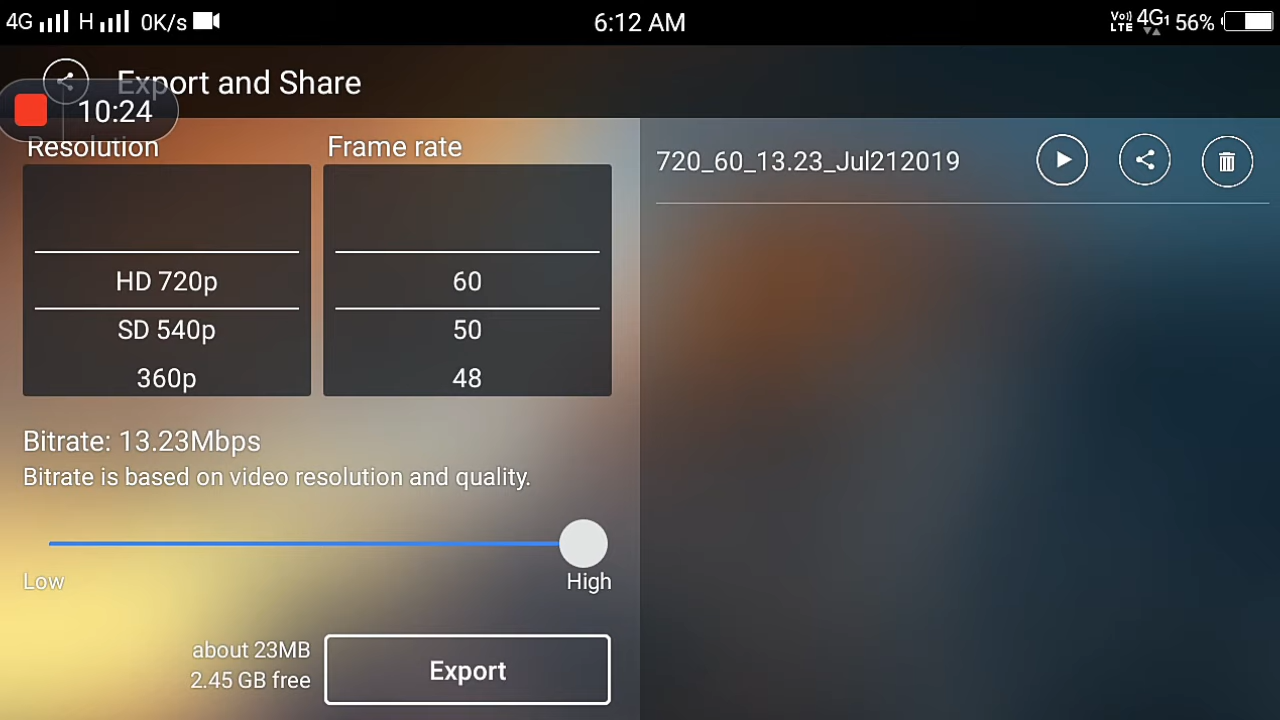 4G H 0K/s 6:12 AM Vo) LTE 4G1 56%
Export and Share
10:24
Resolution Frame rate
HD 720p 60
SD 540p 50
360p 48
Bitrate: 13.23Mbps
Bitrate is based on video resolution and quality.
Low High
about 23MB
2.45 GB free
Export
720_60_13.23_Jul212019